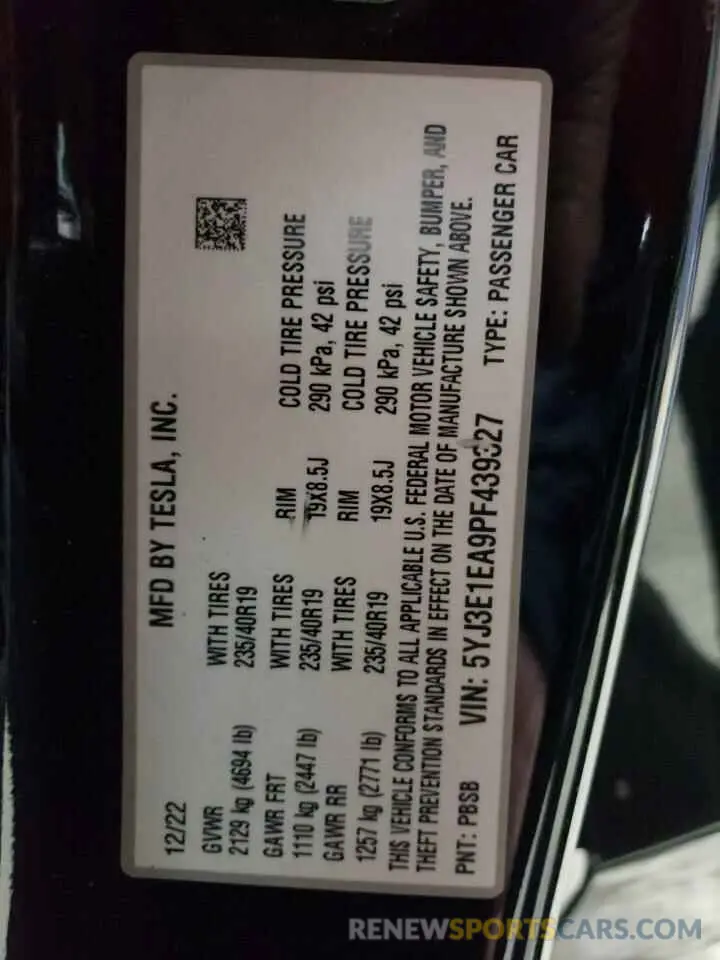 MFD BY TESLA, INC.
12/22
GVWR WITH TIRES
2129 kg (4694 lb) 235/40R19
GAWR FRT WITH TIRES RIM COLD TIRE PRESSURE
1110 kg (2447 lb) 235/40R19 19X8.5J 290 kPa, 42 psi
GAWR RR WITH TIRES RIM COLD TIRE PRESSURE
1257 kg (2771 lb) 235/40R19 19X8.5J 290 kPa, 42 psi
THIS VEHICLE CONFORMS TO ALL APPLICABLE U.S. FEDERAL MOTOR VEHICLE SAFETY, BUMPER, AND
THEFT PREVENTION STANDARDS IN EFFECT ON THE DATE OF MANUFACTURE SHOWN ABOVE.
PNT: PBSB VIN: 5YJ3E1EA9PF439327 TYPE: PASSENGER CAR
RENEWSPORTSCARS.COM